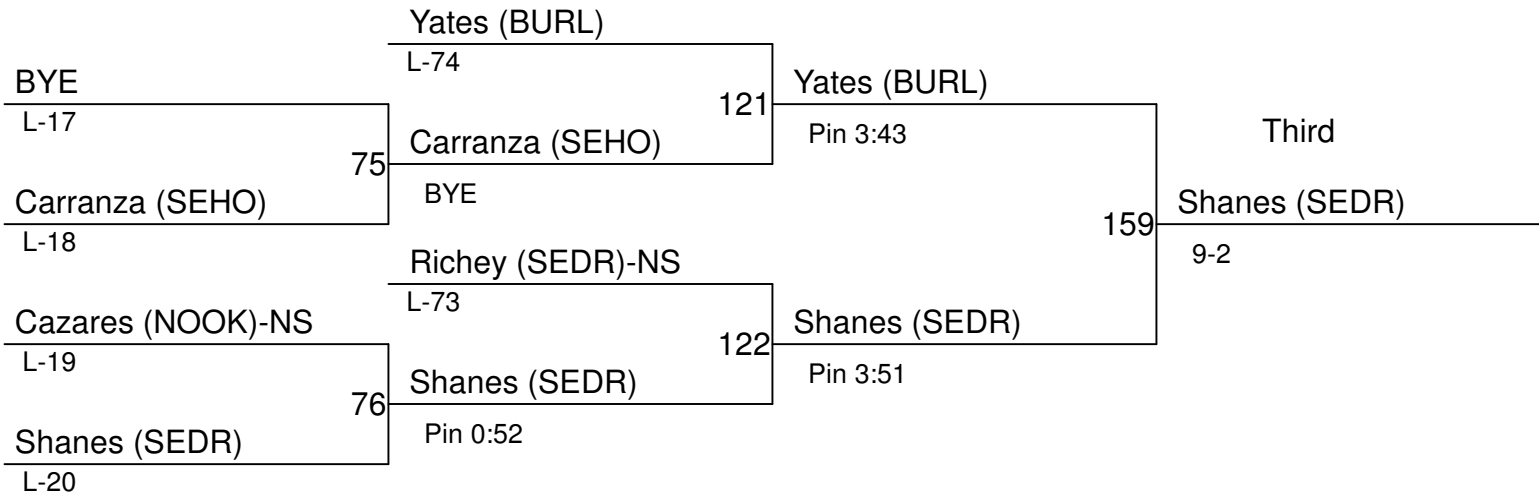 Yates (BURL)
L-74
BYE
L-17
121
Yates (BURL)
Pin 3:43
Third
75
Carranza (SEHO)
BYE
Carranza (SEHO)
L-18
159
Shanes (SEDR)
9-2
Richey (SEDR)-NS
L-73
Cazares (NOOK)-NS
L-19
122
Shanes (SEDR)
Pin 3:51
76
Shanes (SEDR)
Pin 0:52
Shanes (SEDR)
L-20